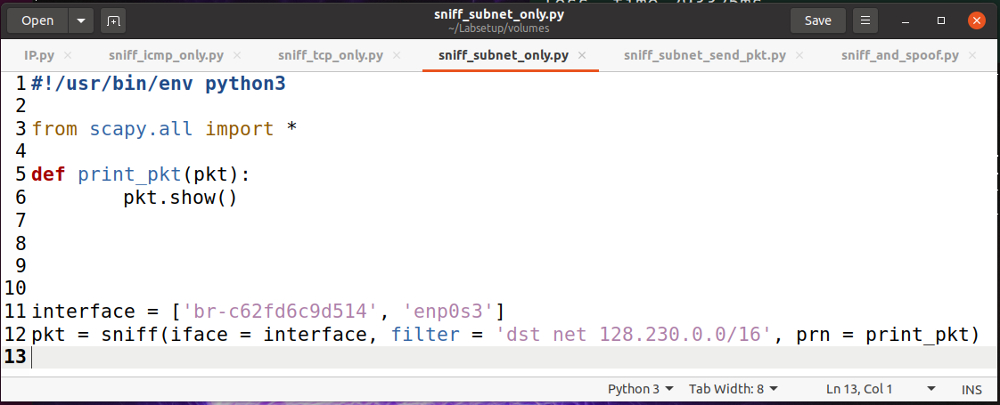 Open sniff_subnet_only.py Save
~/Labsetup/volumes
IP.py sniff_icmp_only.py sniff_tcp_only.py sniff_subnet_only.py sniff_subnet_send_pkt.py sniff_and_spoof.py
1 #!/usr/bin/env python3
2
3 from scapy.all import *
4
5 def print_pkt(pkt):
6         pkt.show()
7
8
9
10
11 interface = ['br-c62fd6c9d514', 'enp0s3']
12 pkt = sniff(iface = interface, filter = 'dst net 128.230.0.0/16', prn = print_pkt)
13
Python 3 Tab Width: 8 Ln 13, Col 1 INS